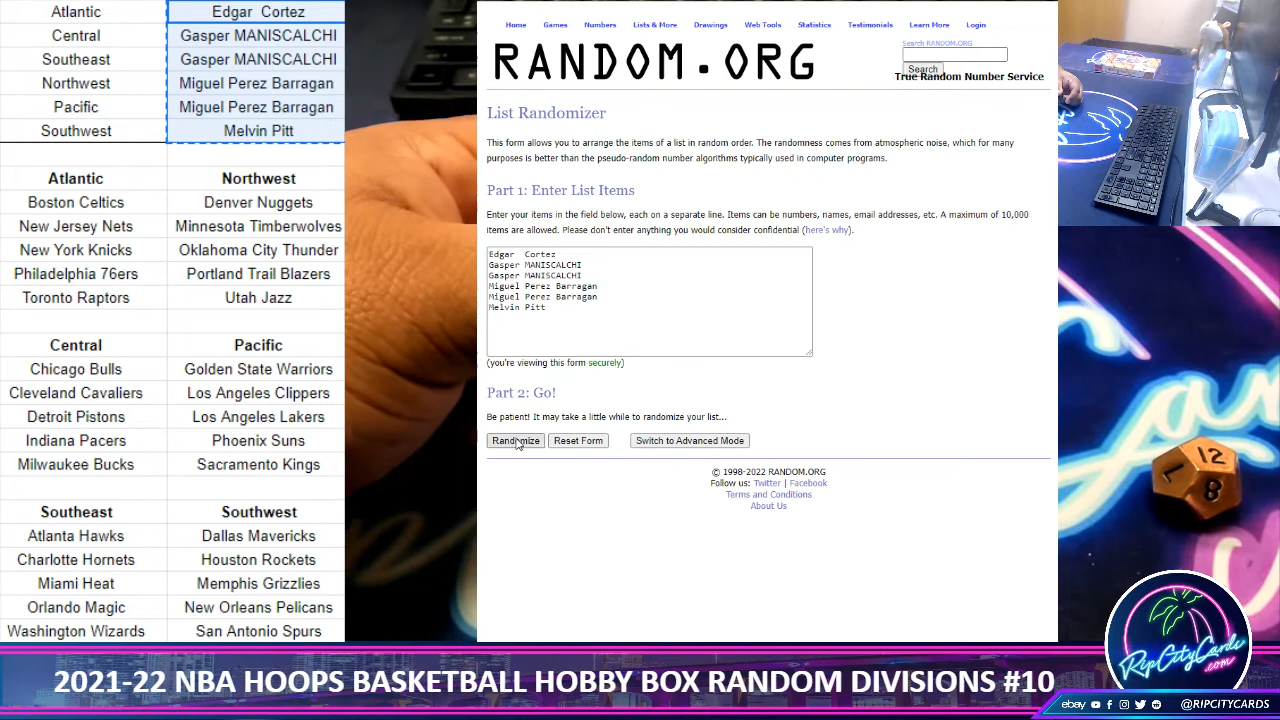 Atlantic Edgar  Cortez
Central Gasper MANISCALCHI
Southeast Gasper MANISCALCHI
Northwest Miguel Perez Barragan
Pacific Miguel Perez Barragan
Southwest Melvin Pitt
Atlantic Northwest
Boston Celtics Denver Nuggets
New Jersey Nets Minnesota Timberwolves
New York Knicks Oklahoma City Thunder
Philadelphia 76ers Portland Trail Blazers
Toronto Raptors Utah Jazz
Central Pacific
Chicago Bulls Golden State Warriors
Cleveland Cavaliers Los Angeles Clippers
Detroit Pistons Los Angeles Lakers
Indiana Pacers Phoenix Suns
Milwaukee Bucks Sacramento Kings
Southeast Southwest
Atlanta Hawks Dallas Mavericks
Charlotte Hornets Houston Rockets
Miami Heat Memphis Grizzlies
Orlando Magic New Orleans Pelicans
Washington Wizards San Antonio Spurs
Home Games Numbers Lists & More Drawings Web Tools Statistics Testimonials Learn More Login
RANDOM.ORG
Search RANDOM.ORG
Search
True Random Number Service
List Randomizer
This form allows you to arrange the items of a list in random order. The randomness comes from atmospheric noise, which for many
purposes is better than the pseudo-random number algorithms typically used in computer programs.
Part 1: Enter List Items
Enter your items in the field below, each on a separate line. Items can be numbers, names, email addresses, etc. A maximum of 10,000
items are allowed. Please don't enter anything you would consider confidential (here's why).
Edgar  Cortez
Gasper MANISCALCHI
Gasper MANISCALCHI
Miguel Perez Barragan
Miguel Perez Barragan
Melvin Pitt
(you're viewing this form securely)
Part 2: Go!
Be patient! It may take a little while to randomize your list...
Randomize Reset Form Switch to Advanced Mode
© 1998-2022 RANDOM.ORG
Follow us: Twitter | Facebook
Terms and Conditions
About Us
12
8
RipCityCards
.com
2021-22 NBA HOOPS BASKETBALL HOBBY BOX RANDOM DIVISIONS #10
ebay @RIPCITYCARDS